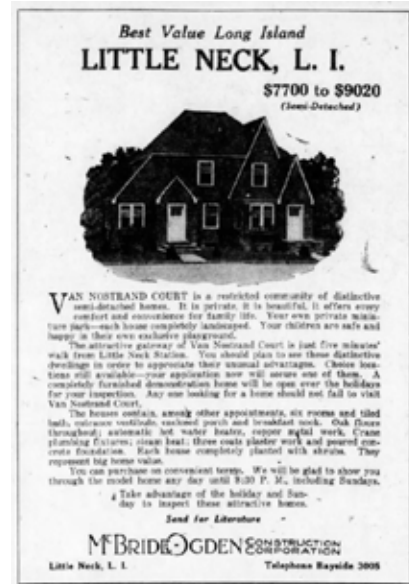 Best Value Long Island
LITTLE NECK, L. I.
$7700 to $9020
(Semi-Detached)
VAN NOSTRAND COURT is a restricted community of distinctive
semi-detached homes. It is private, it is beautiful, it offers every
comfort and convenience for family life. Your own private minia-
ture park—each house completely landscaped. Your children are safe and
happy in their own exclusive playground.
The attractive gateway of Van Nostrand Court is just five minutes'
walk from Little Neck Station. You should plan to see these distinctive
dwellings in order to appreciate their unusual advantages. Choice loca-
tions still available—your application now will secure one of them. A
completely furnished demonstration home will be open over the holidays
for your inspection. Any one looking for a home should not fail to visit
Van Nostrand Court.
The houses contain, among other appointments, six rooms and tiled
bath, entrance vestibule, enclosed porch and breakfast nook. Oak floors
throughout; automatic hot water heater, copper metal work, Crane
plumbing fixtures; steam heat; three coats plaster work and poured con-
crete foundation. Each house completely planted with shrubs. They
represent big home value.
You can purchase on convenient terms. We will be glad to show you
through the model home any day until 9:30 P. M., including Sundays.
Take advantage of the holiday and Sun-
day to inspect these attractive homes.
Send for Literature
McBRIDE OGDEN CONSTRUCTION
CORPORATION
Little Neck, L. I. Telephone Bayside 3005